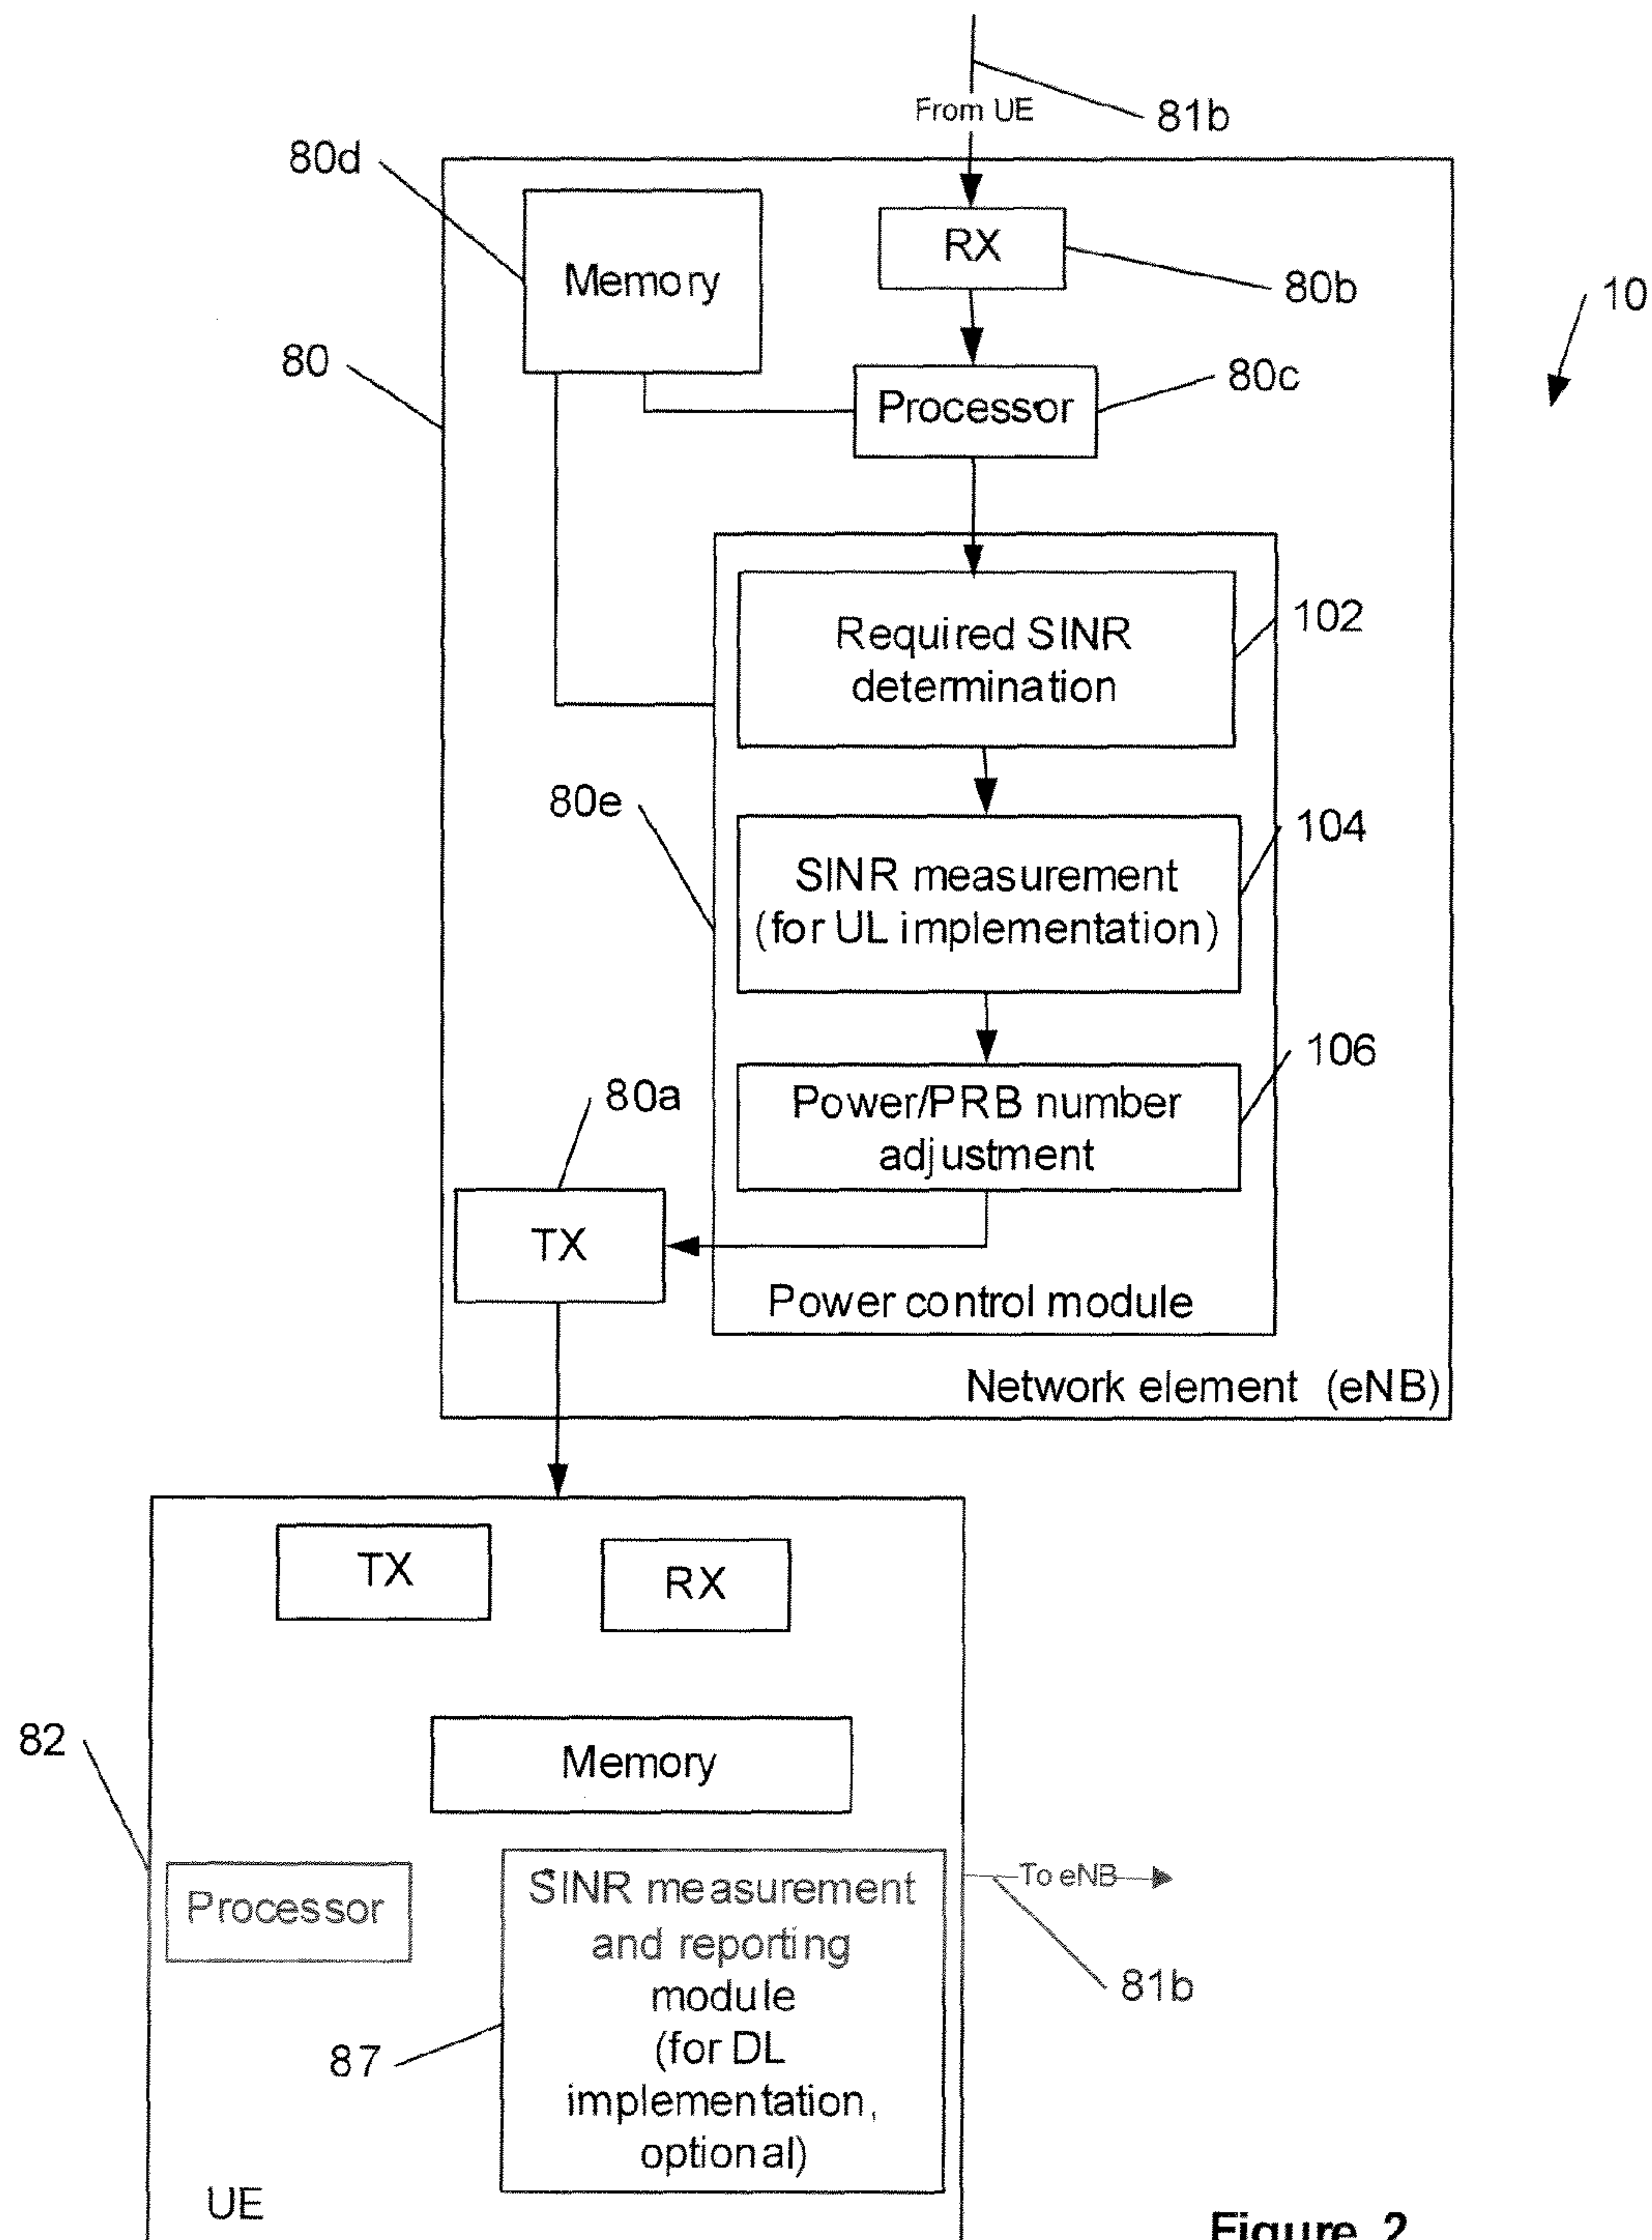 From UE
81b
80d
Memory
RX
80b
10
80
Processor
80c
Required SINR
determination
102
80e
SINR measurement
(for UL implementation)
104
106
Power/PRB number
adjustment
80a
TX
Power control module
Network element (eNB)
TX
RX
82
Memory
Processor
SINR measurement
and reporting
module
(for DL
implementation,
optional)
To eNB
81b
87
UE
Figure 2